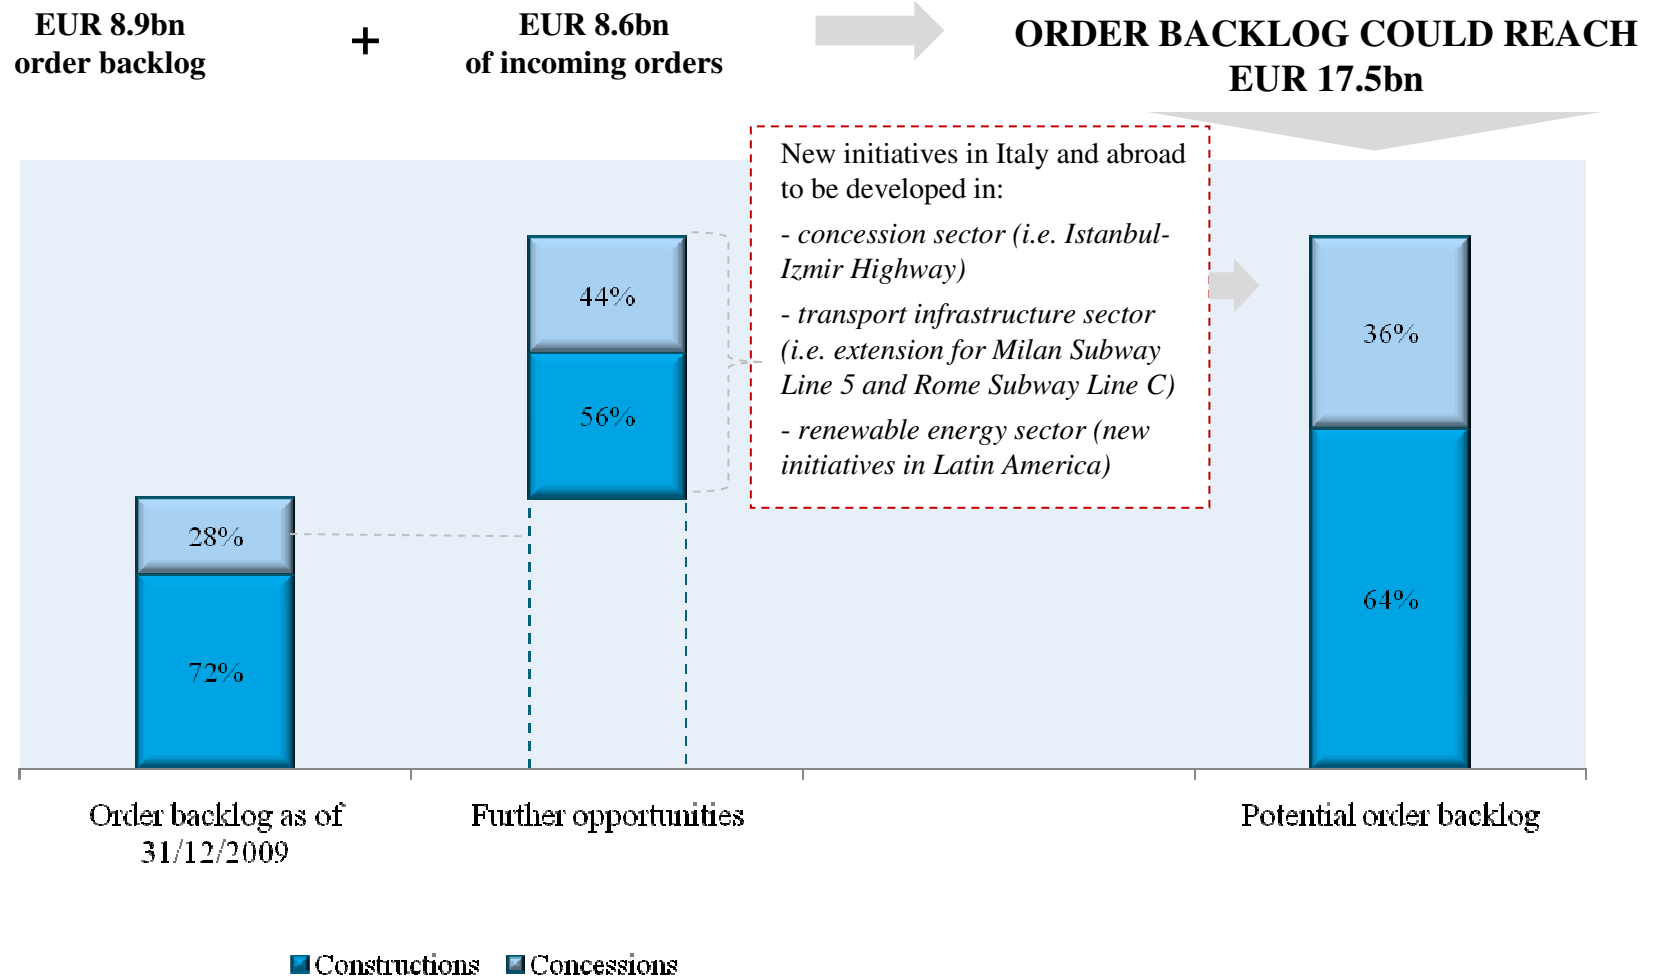 EUR 8.9bn
order backlog
+
EUR 8.6bn
of incoming orders
ORDER BACKLOG COULD REACH
EUR 17.5bn
New initiatives in Italy and abroad
to be developed in:
- concession sector (i.e. Istanbul-
Izmir Highway)
- transport infrastructure sector
(i.e. extension for Milan Subway
Line 5 and Rome Subway Line C)
- renewable energy sector (new
initiatives in Latin America)
28%
72%
44%
56%
36%
64%
Order backlog as of
31/12/2009
Further opportunities
Potential order backlog
Constructions
Concessions